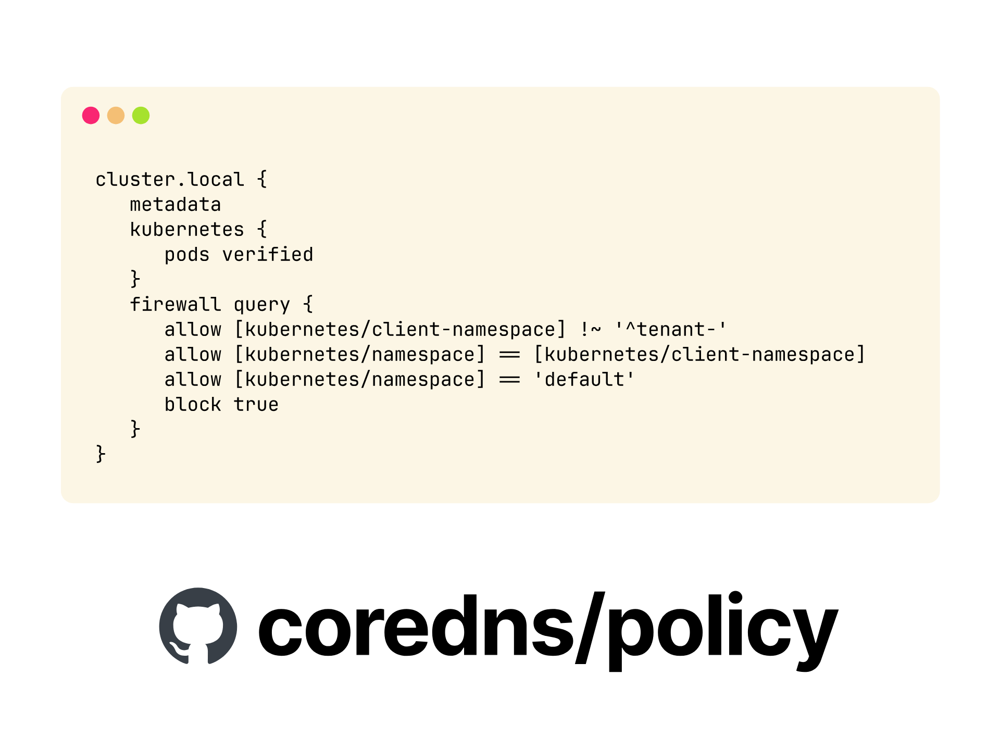 cluster.local {
   metadata
   kubernetes {
      pods verified
   }
   firewall query {
      allow [kubernetes/client-namespace] !~ '^tenant-'
      allow [kubernetes/namespace] == [kubernetes/client-namespace]
      allow [kubernetes/namespace] == 'default'
      block true
   }
}
coredns/policy